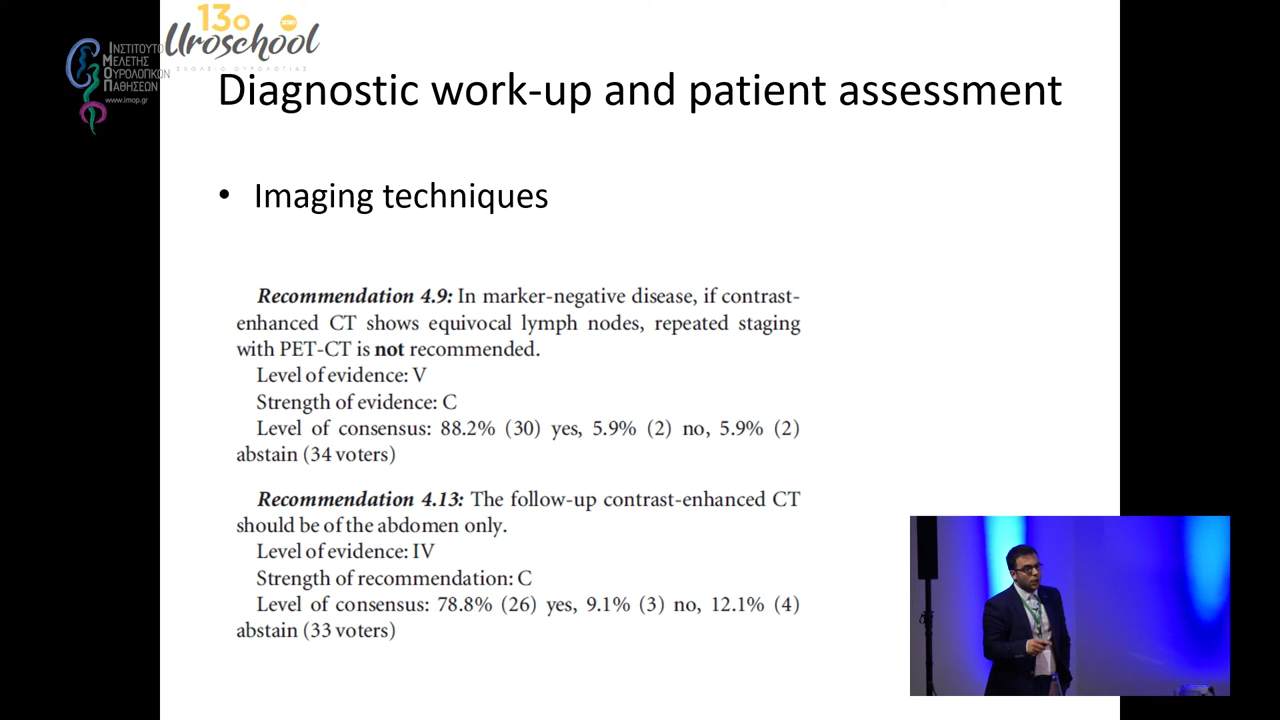 13ο
Uroschool
ΣΧΟΛΕΙΟ ΟΥΡΟΛΟΓΙΑΣ
ΙΝΣΤΙΤΟΥΤΟ
ΜΕΛΕΤΗΣ
ΟΥΡΟΛΟΓΙΚΩΝ
ΠΑΘΗΣΕΩΝ
www.imop.gr
Diagnostic work-up and patient assessment
• Imaging techniques
Recommendation 4.9: In marker-negative disease, if contrast-
enhanced CT shows equivocal lymph nodes, repeated staging
with PET-CT is not recommended.
Level of evidence: V
Strength of evidence: C
Level of consensus: 88.2% (30) yes, 5.9% (2) no, 5.9% (2)
abstain (34 voters)
Recommendation 4.13: The follow-up contrast-enhanced CT
should be of the abdomen only.
Level of evidence: IV
Strength of recommendation: C
Level of consensus: 78.8% (26) yes, 9.1% (3) no, 12.1% (4)
abstain (33 voters)